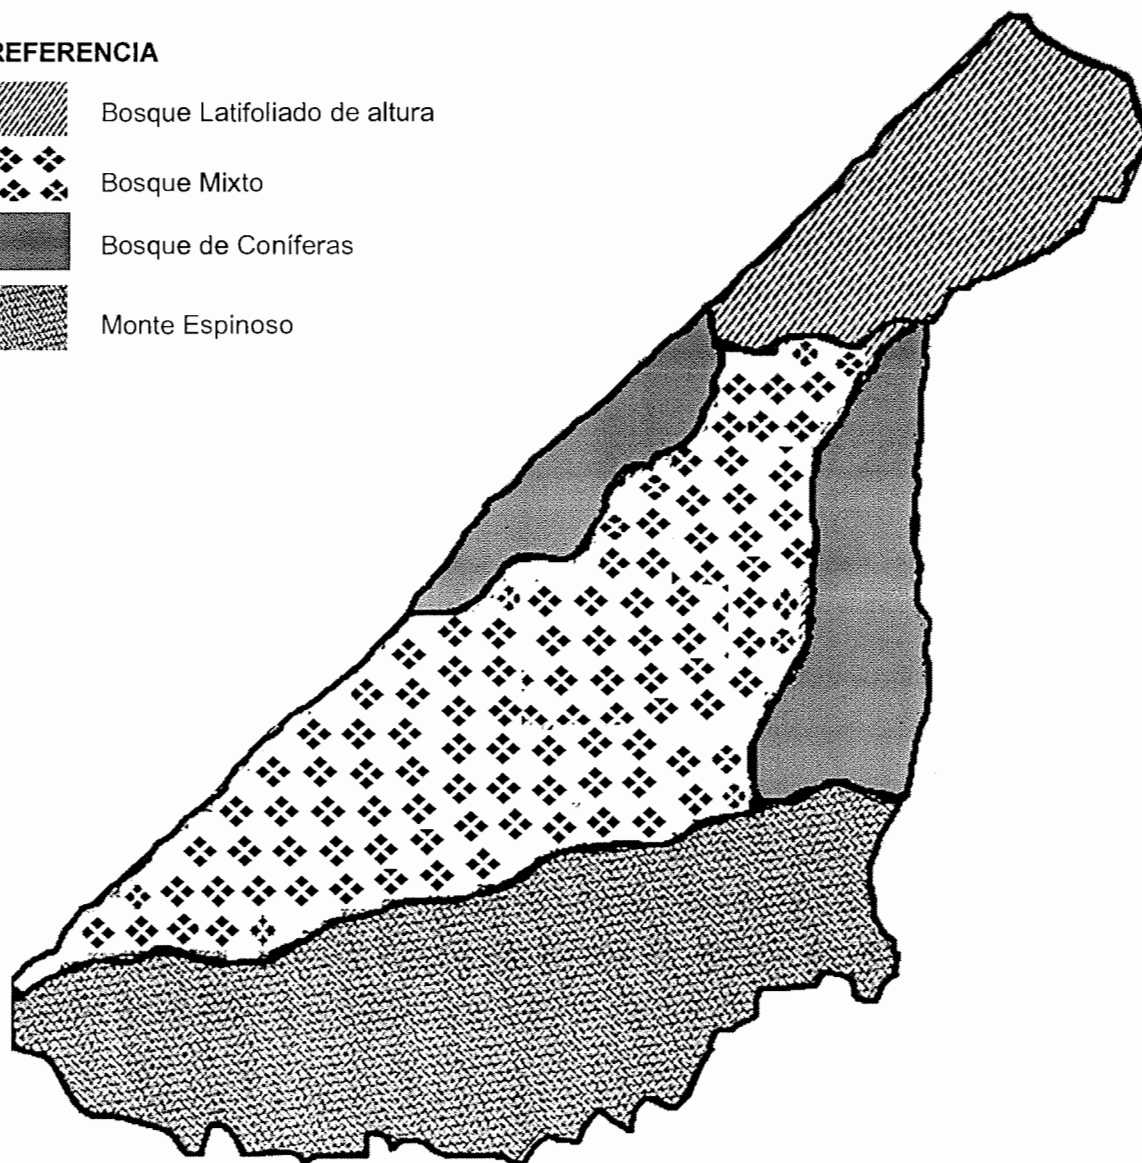 REFERENCIA
Bosque Latifoliado de altura
Bosque Mixto
Bosque de Coníferas
Monte Espinoso